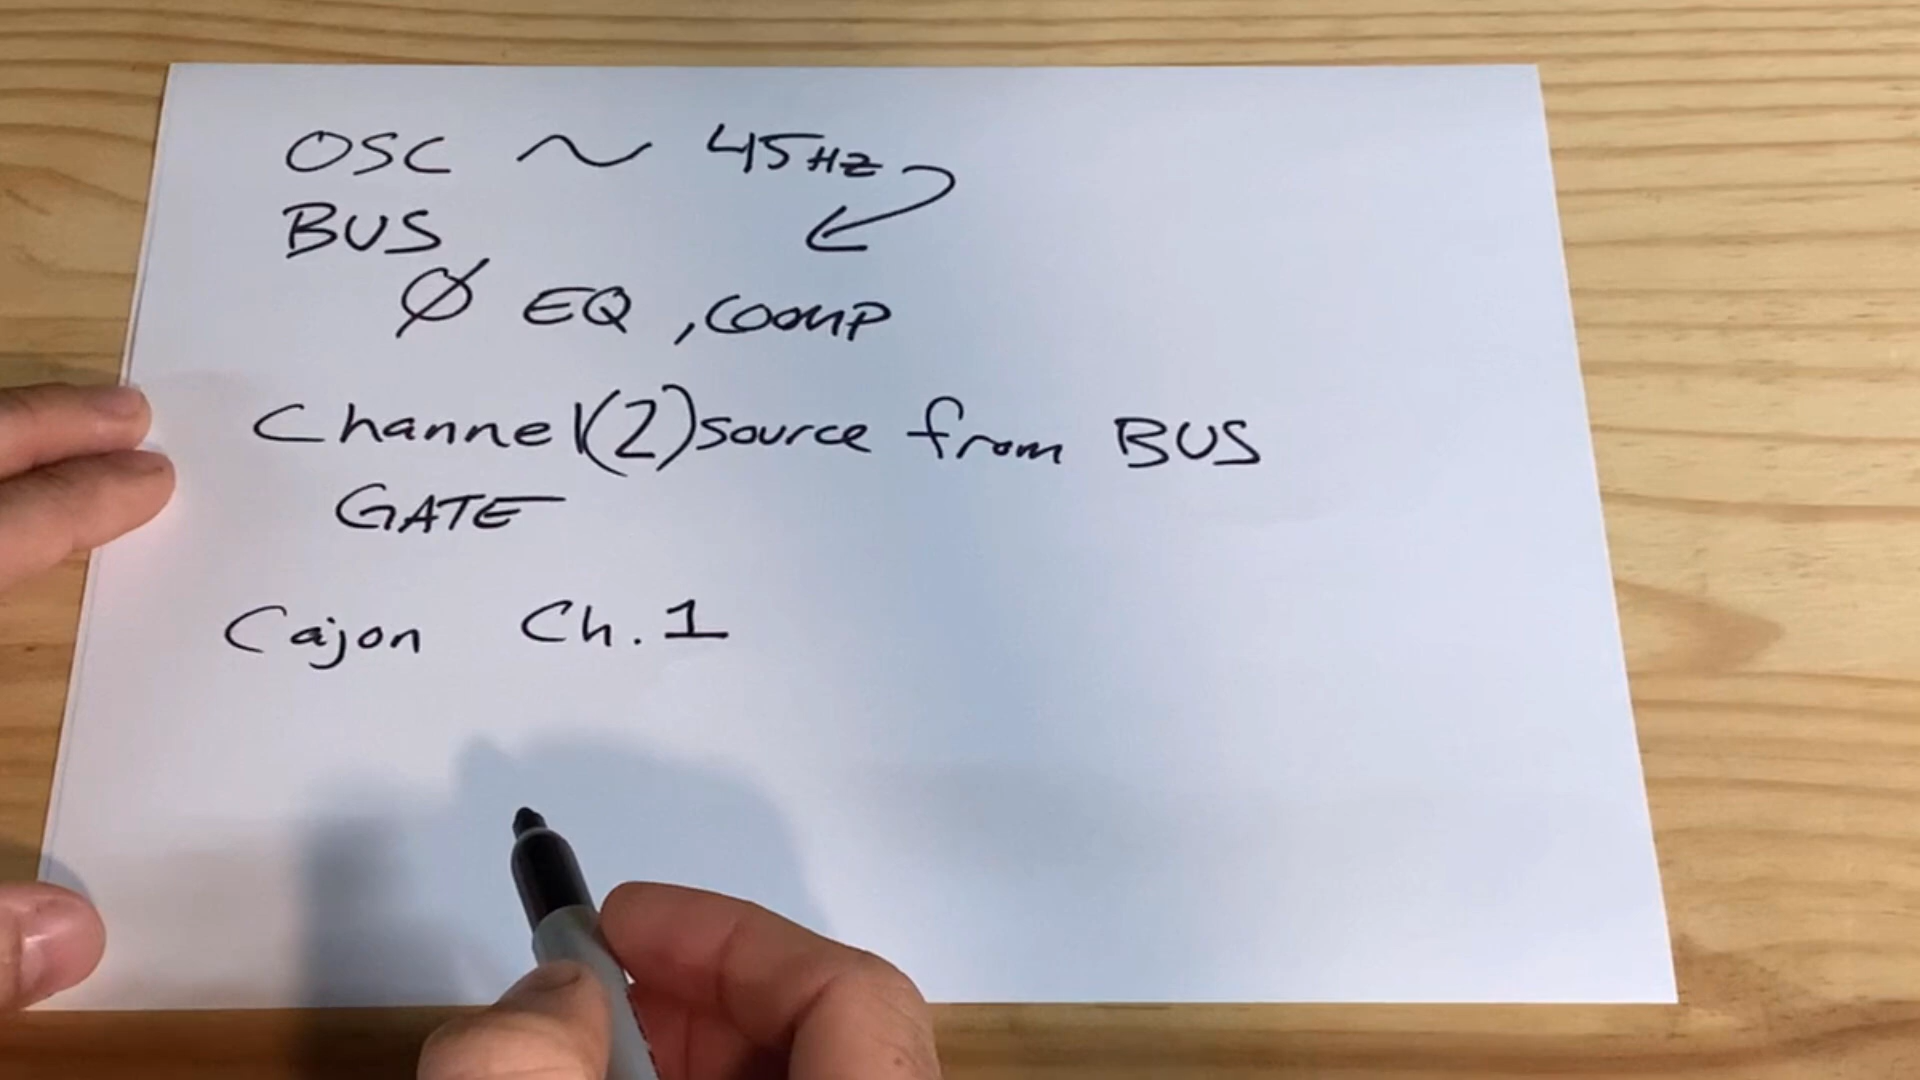 OSC ~ 45HZ
BUS
Ø EQ, COMP
Channel(2) source from BUS
GATE
Cajon Ch. 1